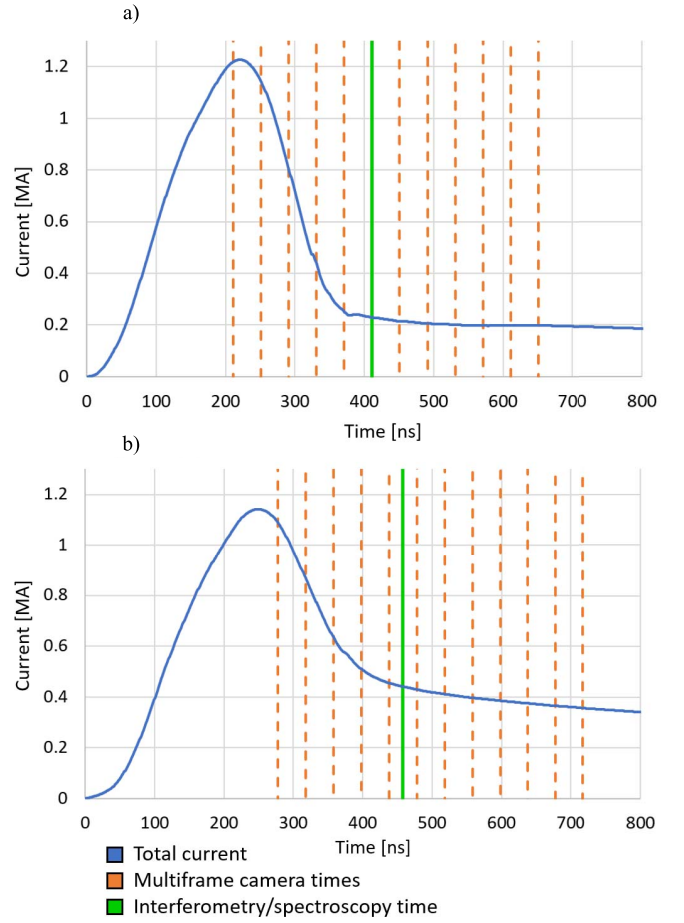 a)
1.2
1
0.8
0.6
0.4
0.2
0
Current [MA]
0 100 200 300 400 500 600 700 800
Time [ns]
b)
1.2
1
0.8
0.6
0.4
0.2
0
Current [MA]
0 100 200 300 400 500 600 700 800
Time [ns]
Total current
Multiframe camera times
Interferometry/spectroscopy time